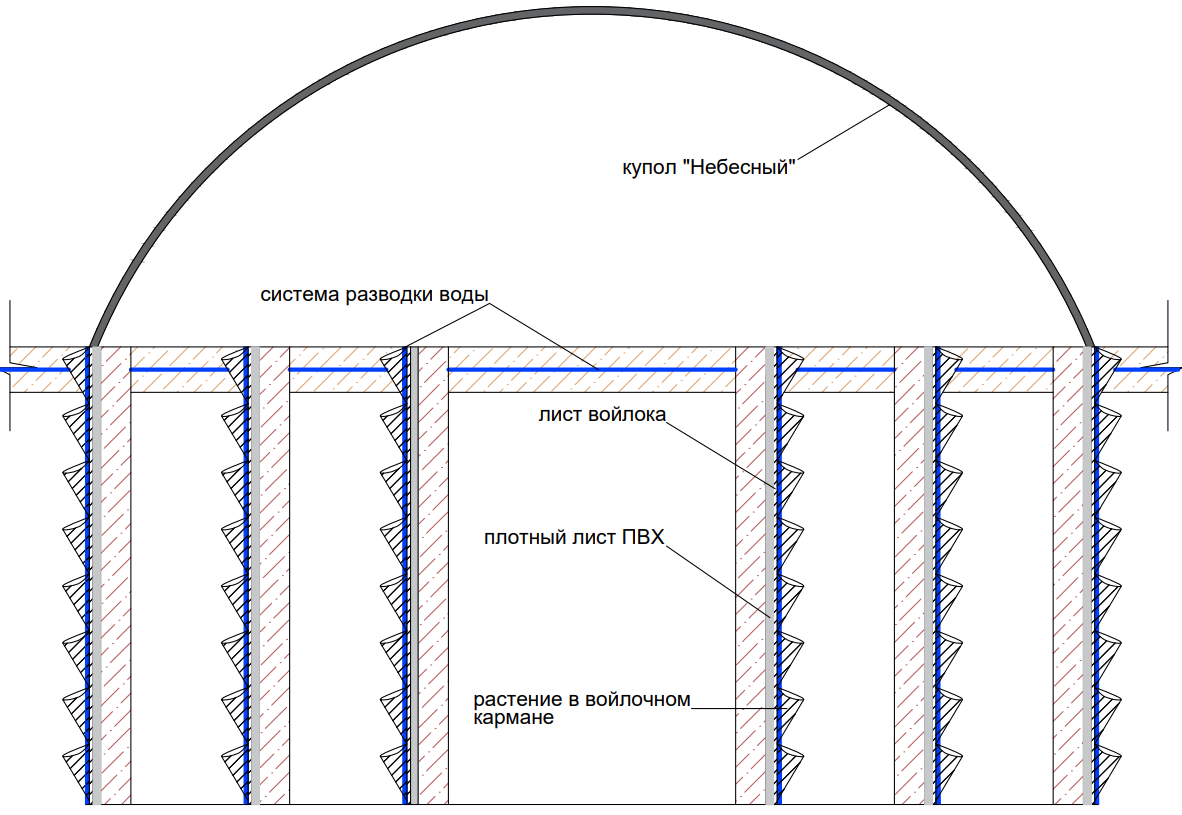 купол "Небесный"
система разводки воды
лист войлока
плотный лист ПВХ
растение в войлочном
кармане